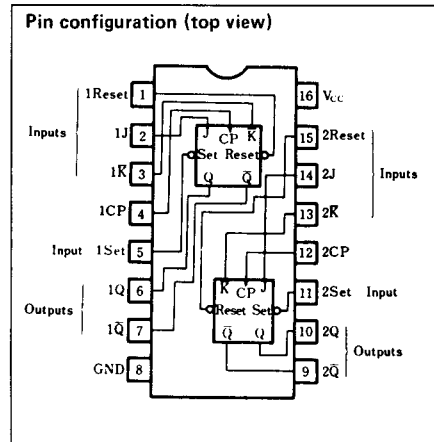 Pin configuration (top view)
1Reset 1
1J 2
Inputs
1K̅ 3
1CP 4
Input 1Set 5
1Q 6
Outputs
1Q̅ 7
GND 8
16 VCC
15 2Reset
14 2J
Inputs
13 2K̅
12 2CP
11 2Set Input
10 2Q
Outputs
9 2Q̅
J CP K̅
Set Reset
Q Q̅
K CP J
Reset Set
Q̅ Q